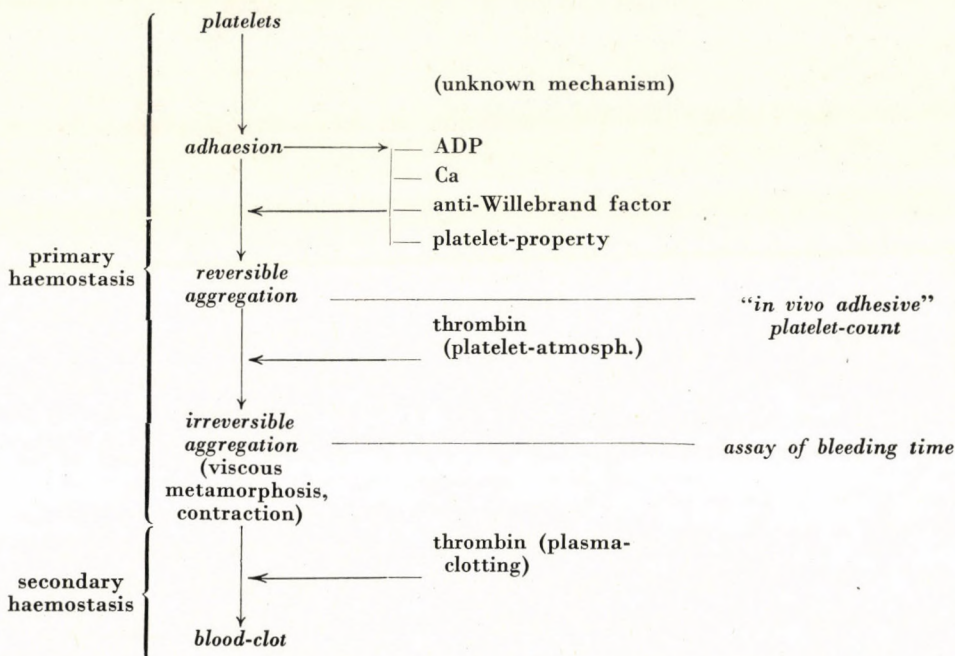 platelets
(unknown mechanism)
adhaesion
ADP
Ca
anti-Willebrand factor
platelet-property
primary
haemostasis
reversible
aggregation
"in vivo adhesive"
platelet-count
thrombin
(platelet-atmosph.)
irreversible
aggregation
(viscous
metamorphosis,
contraction)
assay of bleeding time
thrombin (plasma-
clotting)
secondary
haemostasis
blood-clot